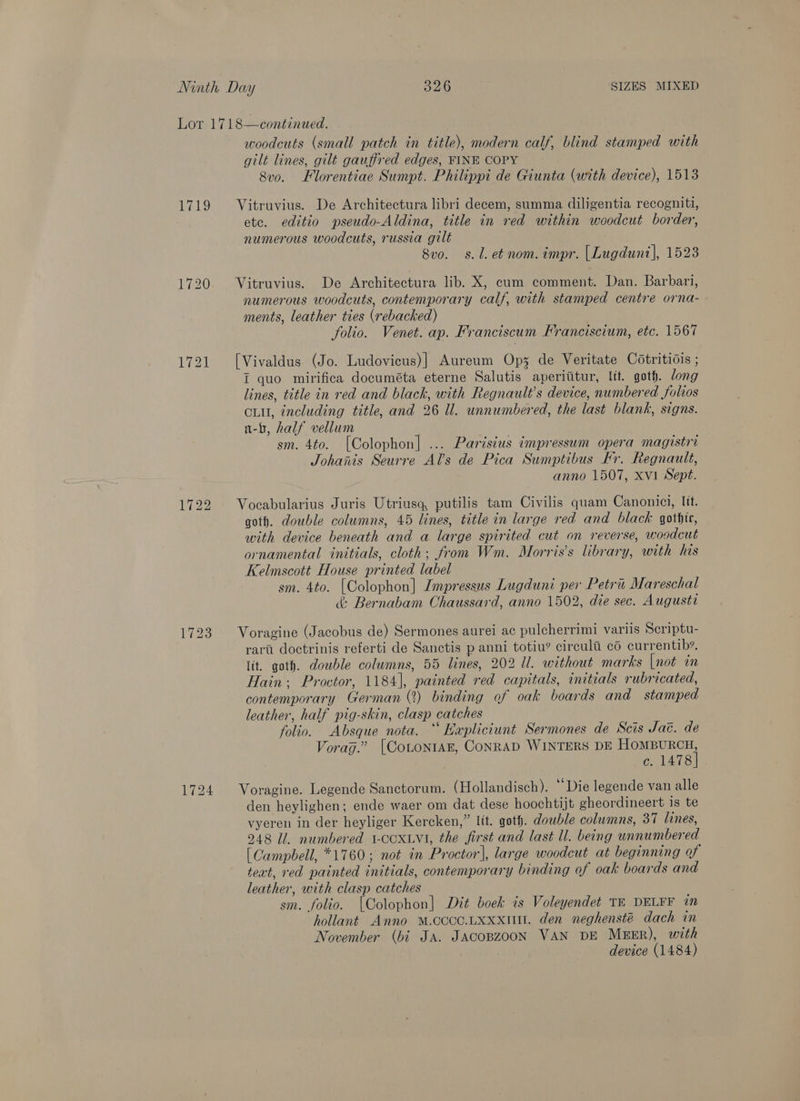 Ninth Day 326 SIZES MIXED
Lot 1718—continued.
woodcuts (small patch in title), modern calf, blind stamped with
gilt lines, gilt gauffred edges, FINE COPY
8vo. Florentiae Sumpt. Philippi de Giunta (with device), 1513
1719 Vitruvius. De Architectura libri decem, summa diligentia recogniti,
etc. editio pseudo-Aldina, title in red within woodcut border,
numerous woodcuts, russia gilt
8vo. s. l. et nom. impr. [Lugduni], 1523
1720 Vitruvius. De Architectura lib. X, cum comment. Dan. Barbari,
numerous woodcuts, contemporary calf, with stamped centre orna-
ments, leather ties (rebacked)
folio. Venet. ap. Franciscum Franciscium, etc. 1567
1721 [Vivaldus (Jo. Ludovicus)] Aureum Opȝ de Veritate Cōtritiōis;
ī quo mirifica documēta eterne Salutis aperiūtur, lit. goth. long
lines, title in red and black, with Regnault's device, numbered folios
CLII, including title, and 26 ll. unnumbered, the last blank, signs.
a-b, half vellum
sm. 4to. [Colophon] ... Parisius impressum opera magistri
Johañis Seurre Al's de Pica Sumptibus Fr. Regnault,
anno 1507, XVI Sept.
1722 Vocabularius Juris Utriusq, putilis tam Civilis quam Canonici, lit.
goth. double columns, 45 lines, title in large red and black gothic,
with device beneath and a large spirited cut on reverse, woodcut
ornamental initials, cloth; from Wm. Morris's library, with his
Kelmscott House printed label
sm. 4to. [Colophon] Impressus Lugduni per Petrū Mareschal
& Bernabam Chaussard, anno 1502, die sec. Augusti
1723 Voragine (Jacobus de) Sermones aurei ac pulcherrimi variis Scriptu-
rarū doctrinis referti de Sanctis p anni totiu⁹ circulū cō currentib⁹.
lit. goth. double columns, 55 lines, 202 ll. without marks [not in
Hain; Proctor, 1184], painted red capitals, initials rubricated,
contemporary German (?) binding of oak boards and stamped
leather, half pig-skin, clasp catches
folio. Absque nota. "Expliciunt Sermones de Scis Jac̄. de
Voraḡ." [COLONIAE, CONRAD WINTERS DE HOMBURCH,
c. 1478]
1724 Voragine. Legende Sanctorum. (Hollandisch). "Die legende van alle
den heylighen; ende waer om dat dese hoochtijt gheordineert is te
vyeren in der heyliger Kercken," lit. goth. double columns, 37 lines,
248 ll. numbered I-CCXLVI, the first and last ll. being unnumbered
[Campbell, *1760; not in Proctor], large woodcut at beginning of
text, red painted initials, contemporary binding of oak boards and
leather, with clasp catches
sm. folio. [Colophon] Dit boek is Voleyendet TE DELFF in
hollant Anno M.CCCC.LXXXIIII. den neghenstē dach in
November (bi JA. JACOBZOON VAN DE MEER), with
device (1484)